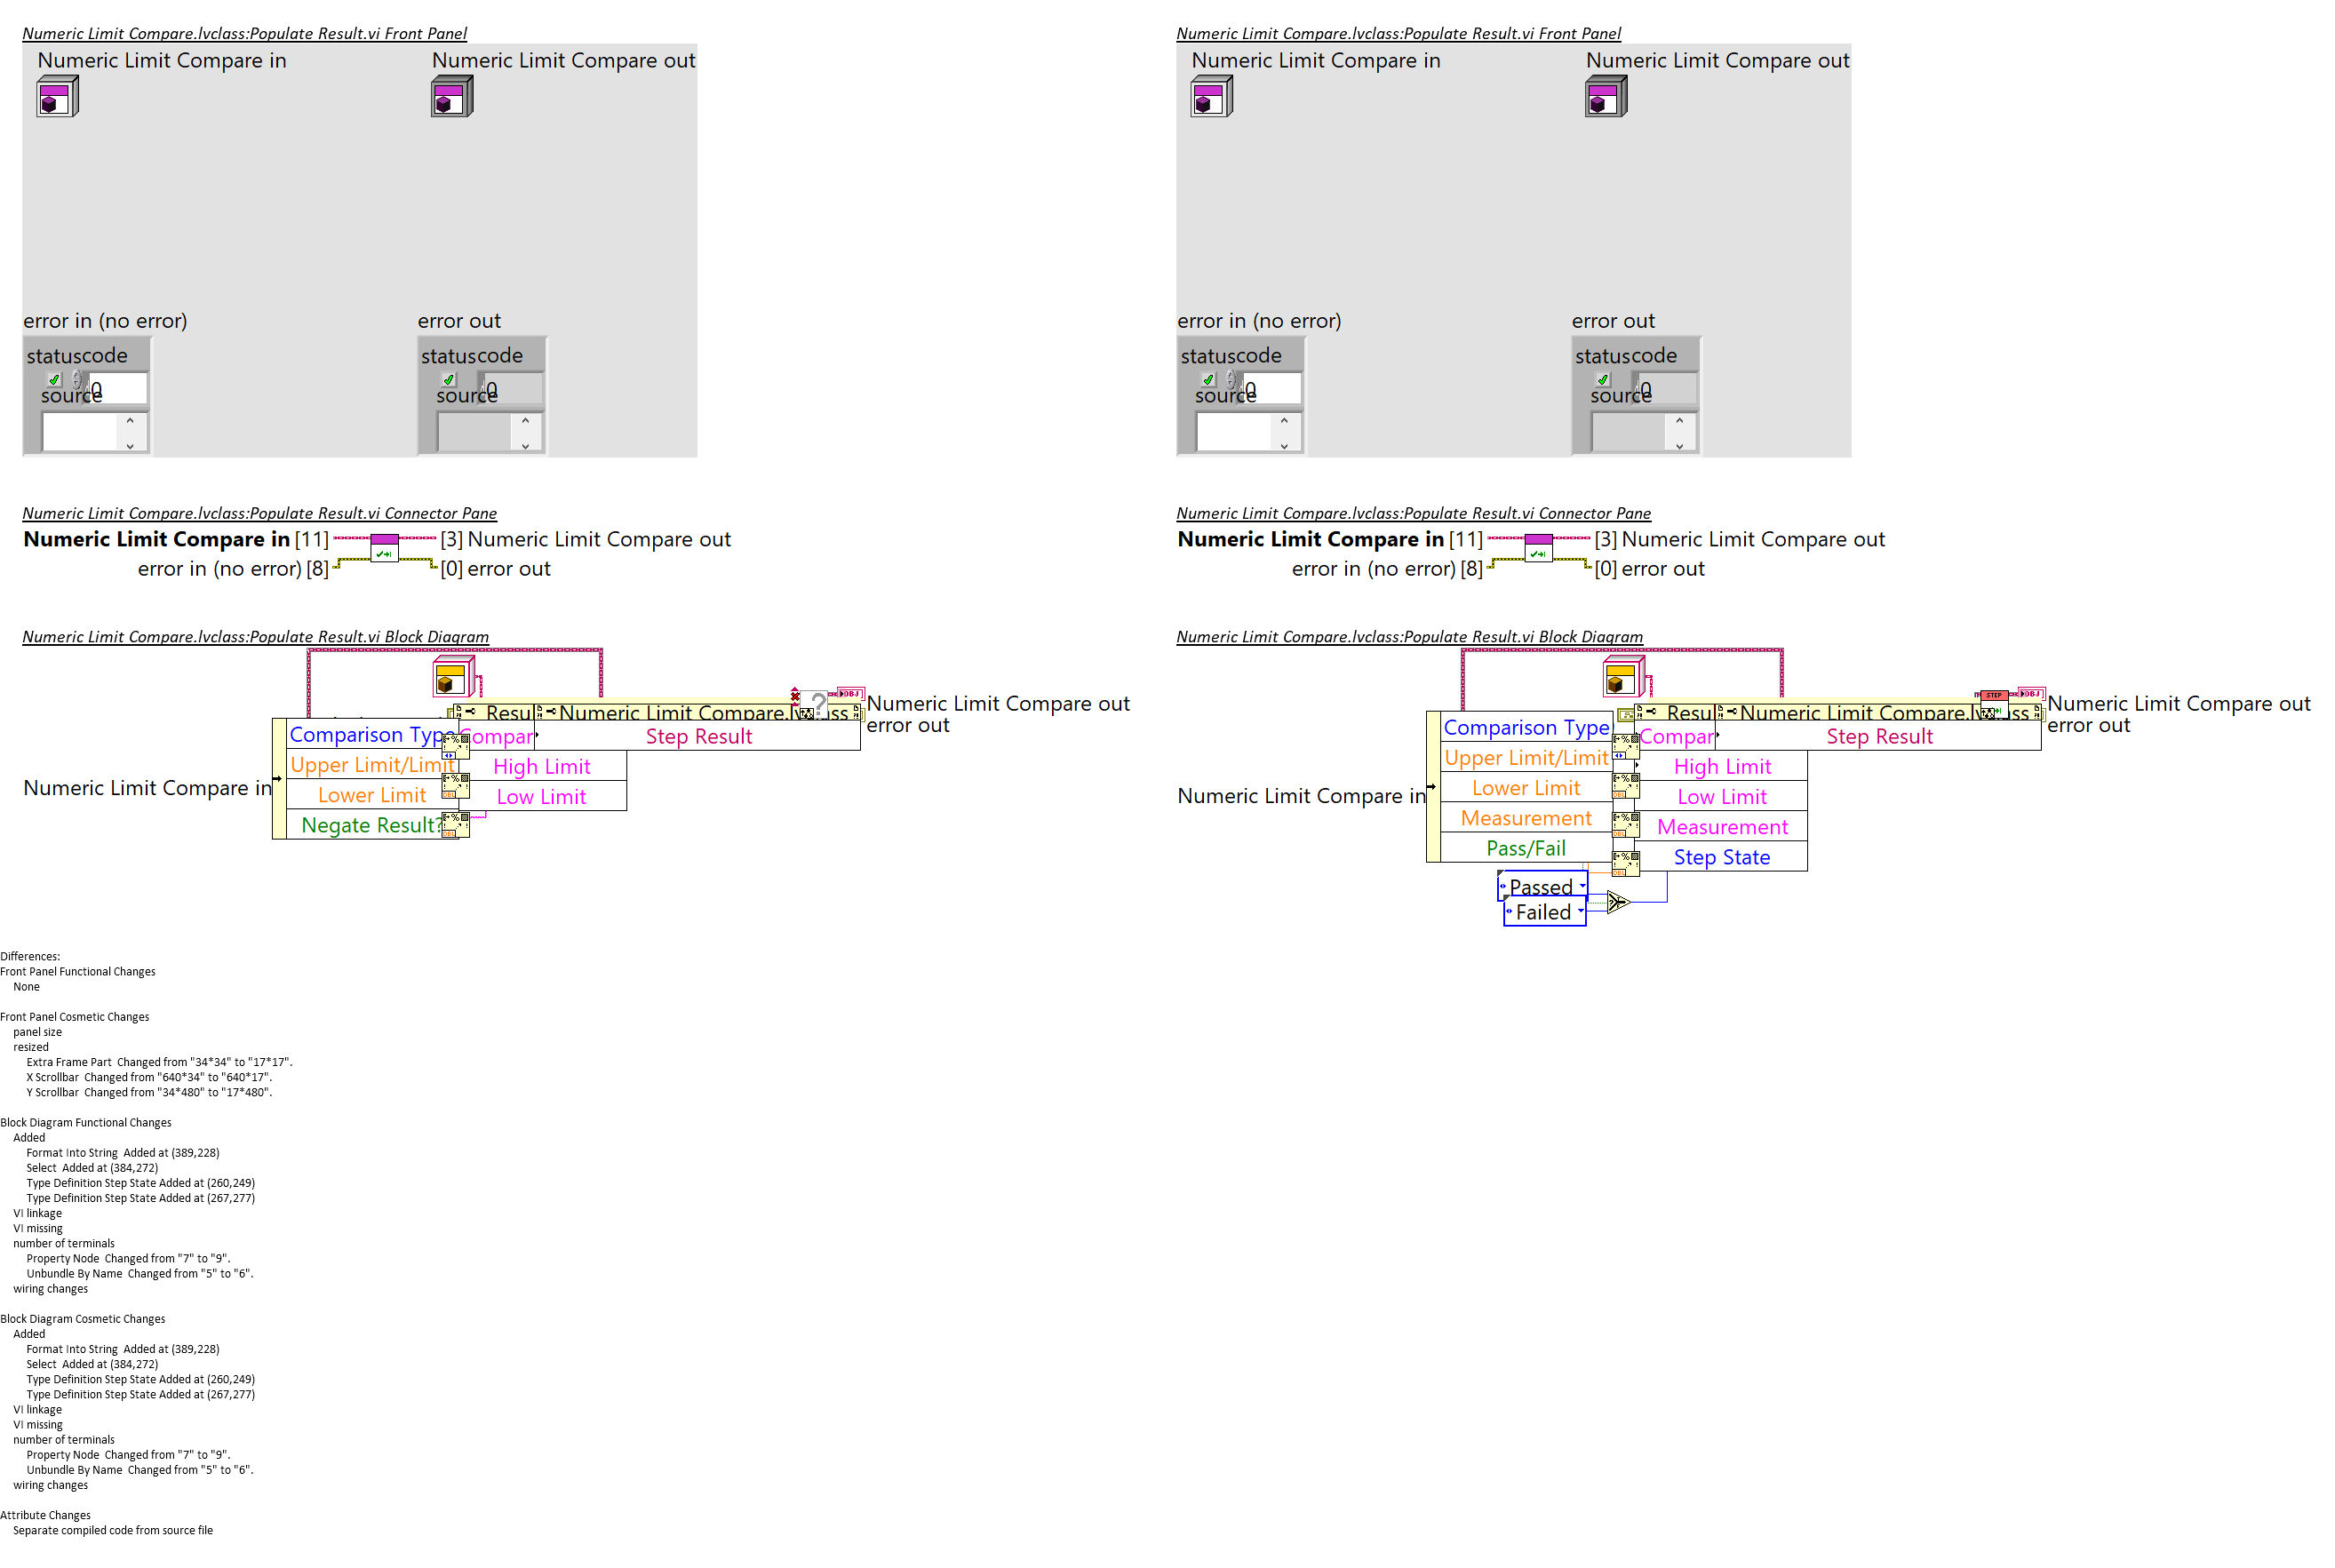 Numeric Limit Compare.lvclass:Populate Result.vi Front Panel
Numeric Limit Compare in
Numeric Limit Compare out
error in (no error)
error out
status code
0
source
status code
0
source
Numeric Limit Compare.lvclass:Populate Result.vi Connector Pane
Numeric Limit Compare in [11]
[3] Numeric Limit Compare out
error in (no error) [8]
[0] error out
Numeric Limit Compare.lvclass:Populate Result.vi Block Diagram
OBJ
Numeric Limit Compare out
error out
Resu
Numeric Limit Compare.lv ass
Comparison Type
Compar
Step Result
Upper Limit/Limit
High Limit
Numeric Limit Compare in
Lower Limit
Low Limit
Negate Result?
Numeric Limit Compare.lvclass:Populate Result.vi Front Panel
Numeric Limit Compare in
Numeric Limit Compare out
error in (no error)
error out
status code
0
source
status code
0
source
Numeric Limit Compare.lvclass:Populate Result.vi Connector Pane
Numeric Limit Compare in [11]
[3] Numeric Limit Compare out
error in (no error) [8]
[0] error out
Numeric Limit Compare.lvclass:Populate Result.vi Block Diagram
STEP
OBJ
Numeric Limit Compare out
error out
Resu
Numeric Limit Compare.lv ass
Comparison Type
Compar
Step Result
Upper Limit/Limit
High Limit
Numeric Limit Compare in
Lower Limit
Low Limit
Measurement
Measurement
Pass/Fail
Step State
Passed
Failed
Differences:
Front Panel Functional Changes
None
Front Panel Cosmetic Changes
panel size
resized
Extra Frame Part Changed from "34*34" to "17*17".
X Scrollbar Changed from "640*34" to "640*17".
Y Scrollbar Changed from "34*480" to "17*480".
Block Diagram Functional Changes
Added
Format Into String Added at (389,228)
Select Added at (384,272)
Type Definition Step State Added at (260,249)
Type Definition Step State Added at (267,277)
VI linkage
VI missing
number of terminals
Property Node Changed from "7" to "9".
Unbundle By Name Changed from "5" to "6".
wiring changes
Block Diagram Cosmetic Changes
Added
Format Into String Added at (389,228)
Select Added at (384,272)
Type Definition Step State Added at (260,249)
Type Definition Step State Added at (267,277)
VI linkage
VI missing
number of terminals
Property Node Changed from "7" to "9".
Unbundle By Name Changed from "5" to "6".
wiring changes
Attribute Changes
Separate compiled code from source file